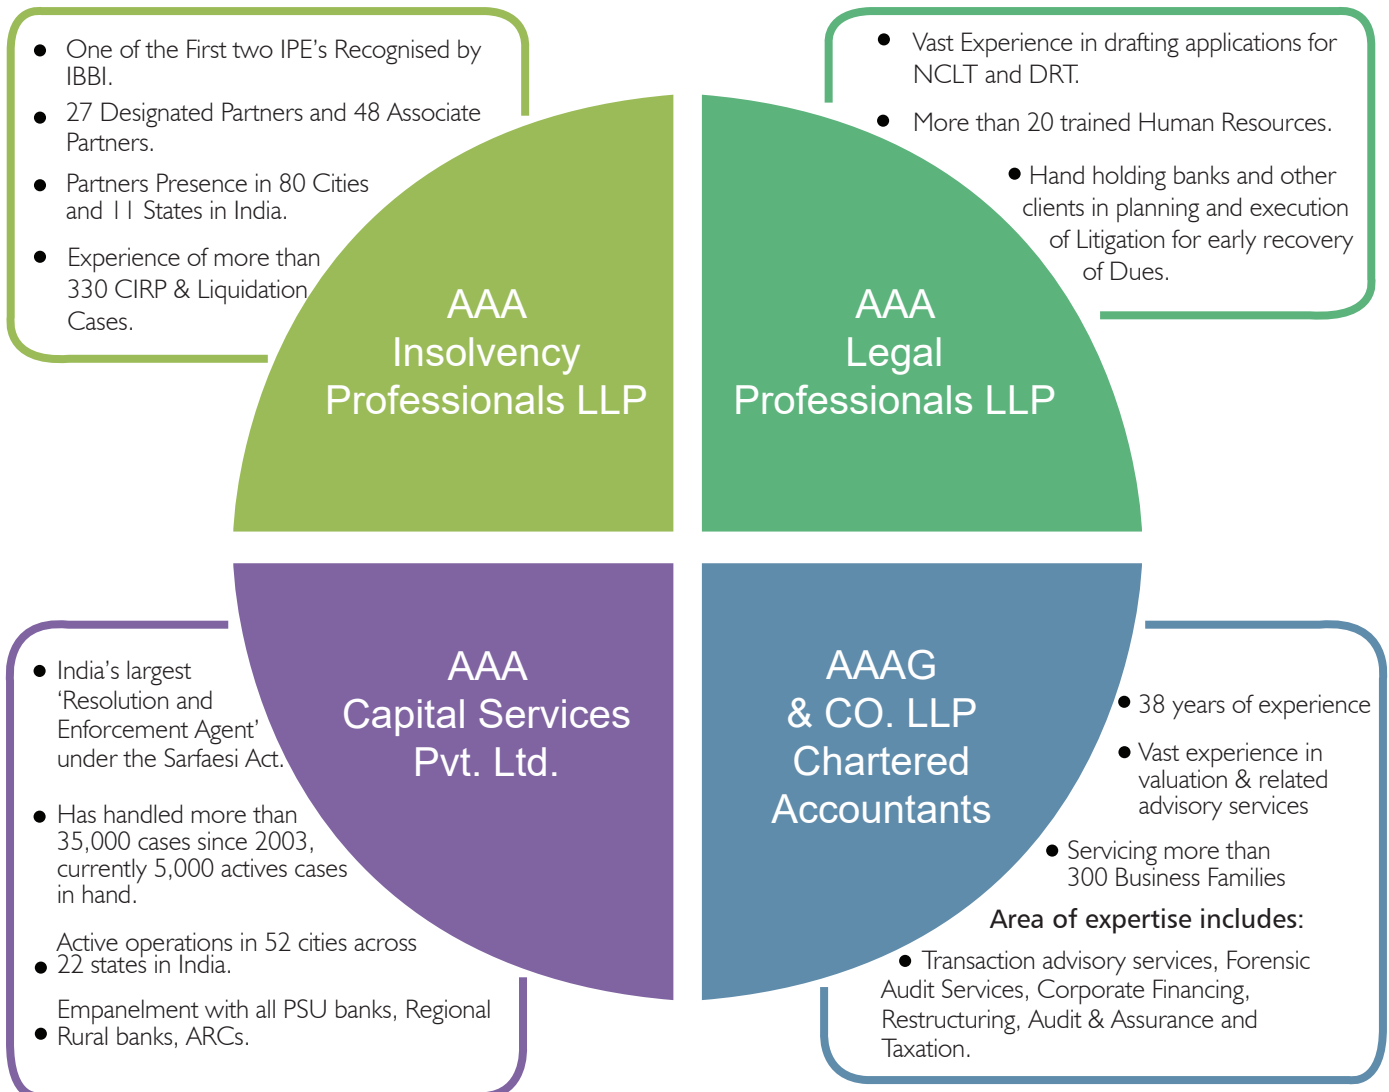 • One of the First two IPE's Recognised by
IBBI.
• 27 Designated Partners and 48 Associate
Partners.
• Partners Presence in 80 Cities
and 11 States in India.
• Experience of more than
330 CIRP & Liquidation
Cases.
AAA
Insolvency
Professionals LLP
• Vast Experience in drafting applications for
NCLT and DRT.
• More than 20 trained Human Resources.
• Hand holding banks and other
clients in planning and execution
of Litigation for early recovery
of Dues.
AAA
Legal
Professionals LLP
• India's largest
‘Resolution and
Enforcement Agent’
under the Sarfaesi Act.
• Has handled more than
35,000 cases since 2003,
currently 5,000 actives cases
in hand.
Active operations in 52 cities across
• 22 states in India.
Empanelment with all PSU banks, Regional
• Rural banks, ARCs.
AAA
Capital Services
Pvt. Ltd.
AAAG
& CO. LLP
Chartered
Accountants
• 38 years of experience
• Vast experience in
valuation & related
advisory services
• Servicing more than
300 Business Families
Area of expertise includes:
• Transaction advisory services, Forensic
Audit Services, Corporate Financing,
Restructuring, Audit & Assurance and
Taxation.